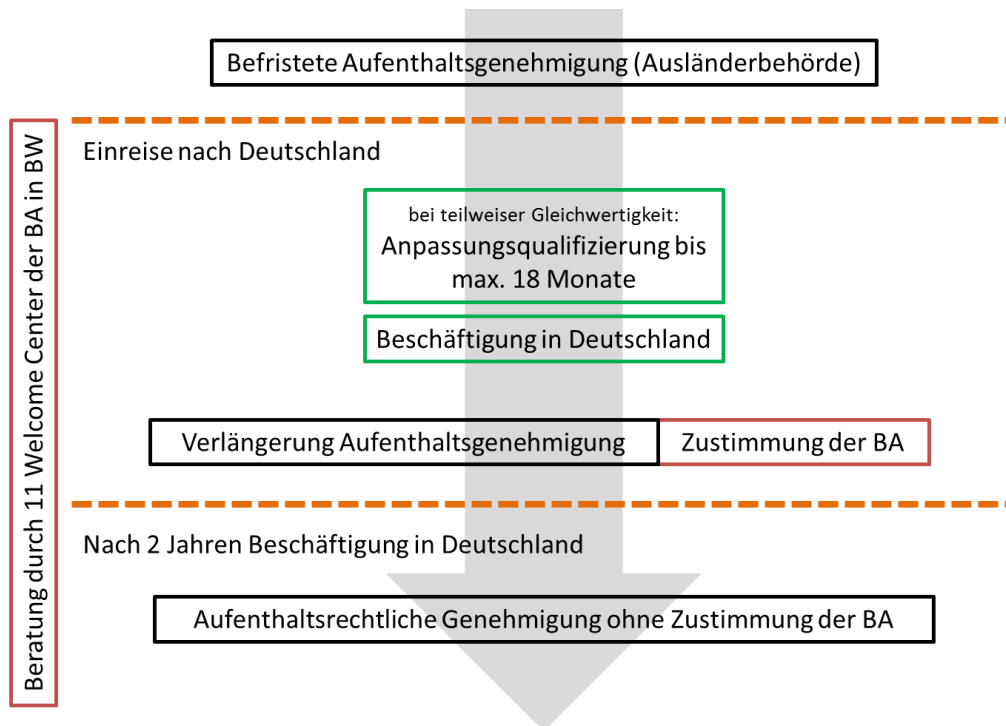 Befristete Aufenthaltsgenehmigung (Ausländerbehörde)
Einreise nach Deutschland
bei teilweiser Gleichwertigkeit:
Anpassungsqualifizierung bis
max. 18 Monate
Beschäftigung in Deutschland
Verlängerung Aufenthaltsgenehmigung
Zustimmung der BA
Nach 2 Jahren Beschäftigung in Deutschland
Aufenthaltsrechtliche Genehmigung ohne Zustimmung der BA
Beratung durch 11 Welcome Center der BA in BW